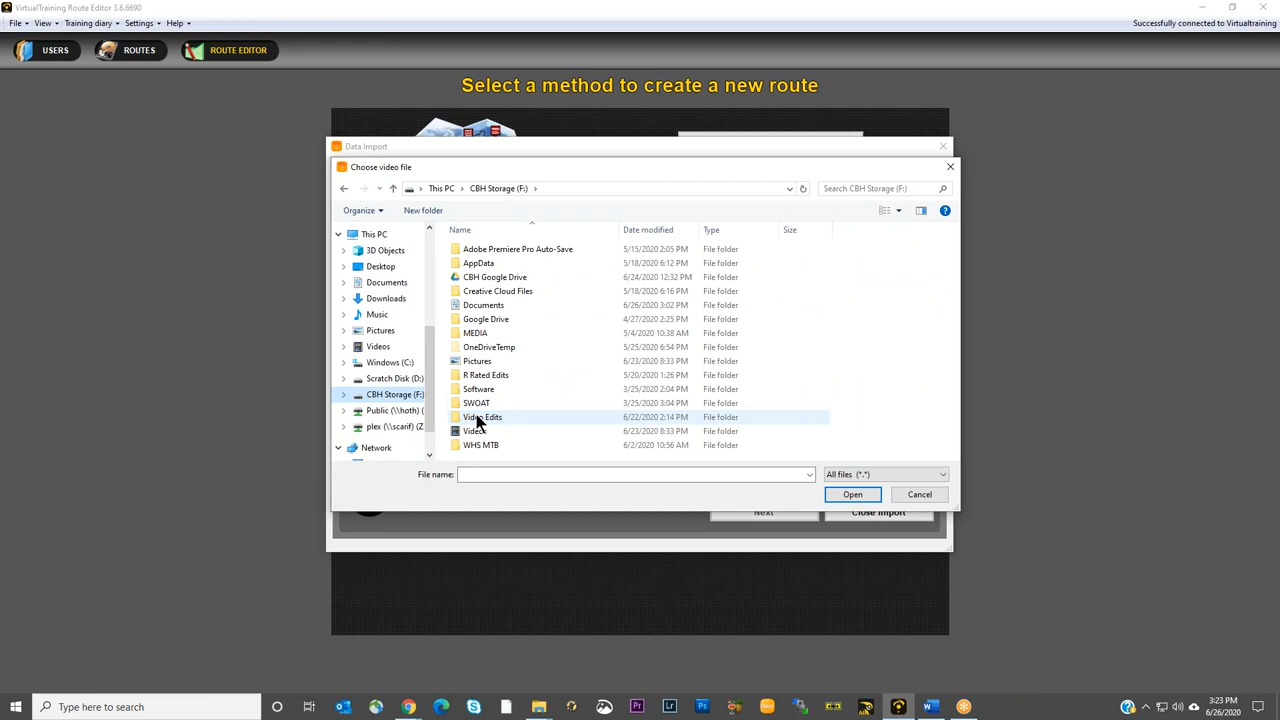 VirtualTraining Route Editor 3.6.6690
File View Training diary Settings Help Successfully connected to Virtualtraining
USERS ROUTES ROUTE EDITOR
Select a method to create a new route
Data Import
Choose video file
This PC CBH Storage (F:) Search CBH Storage (F:)
Organize New folder
Name Date modified Type Size
This PC
3D Objects
Desktop
Documents
Downloads
Music
Pictures
Videos
Windows (C:)
Scratch Disk (D:)
CBH Storage (F:)
Public (\\hoth) (
plex (\\scarif) (Z
Network
Adobe Premiere Pro Auto-Save 5/15/2020 2:05 PM File folder
AppData 5/18/2020 6:12 PM File folder
CBH Google Drive 6/24/2020 12:32 PM File folder
Creative Cloud Files 5/18/2020 6:16 PM File folder
Documents 6/26/2020 3:02 PM File folder
Google Drive 4/27/2020 2:25 PM File folder
MEDIA 5/4/2020 10:38 AM File folder
OneDriveTemp 5/25/2020 6:54 PM File folder
Pictures 6/23/2020 8:33 PM File folder
R Rated Edits 5/20/2020 1:26 PM File folder
Software 3/25/2020 2:04 PM File folder
SWOAT 3/25/2020 3:04 PM File folder
Video Edits 6/22/2020 2:14 PM File folder
Videos 6/23/2020 8:33 PM File folder
WHS MTB 6/2/2020 10:56 AM File folder
File name: All files (*.*)
Open Cancel
Next Close Import
Type here to search
3:23 PM
6/26/2020